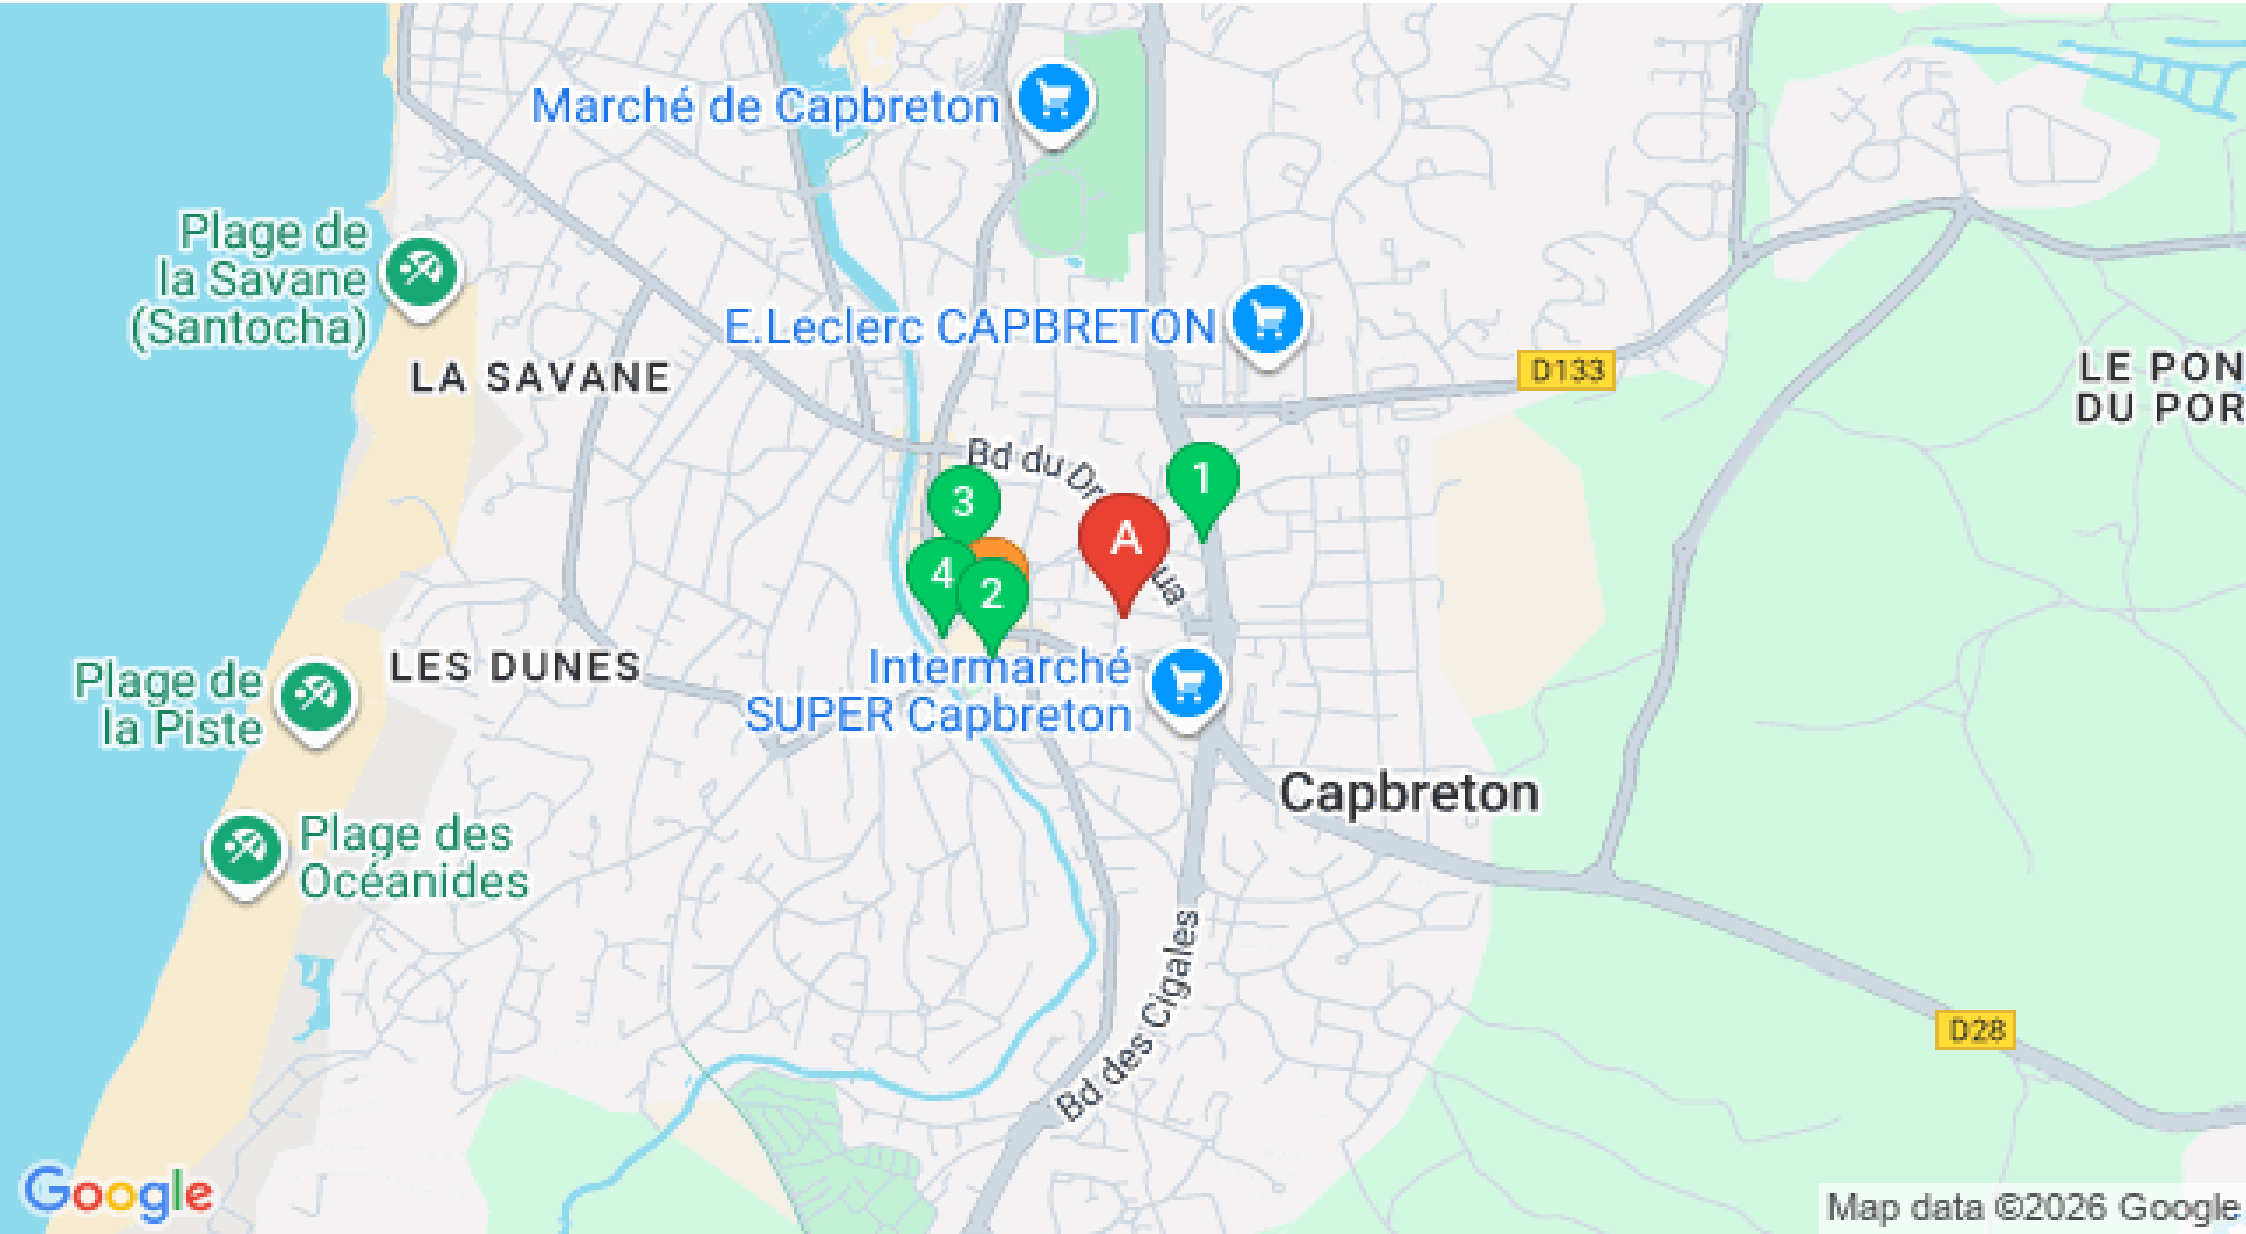 Marché de Capbreton
Plage de
la Savane
(Santocha)
E.Leclerc CAPBRETON
LA SAVANE
D133
LE PON
DU POR
Bd du Dr
ua
1
3
A
4
2
Intermarché
SUPER Capbreton
LES DUNES
Plage de
la Piste
Capbreton
Plage des
Océanides
Bd des Cigales
D28
Google
Map data ©2026 Google